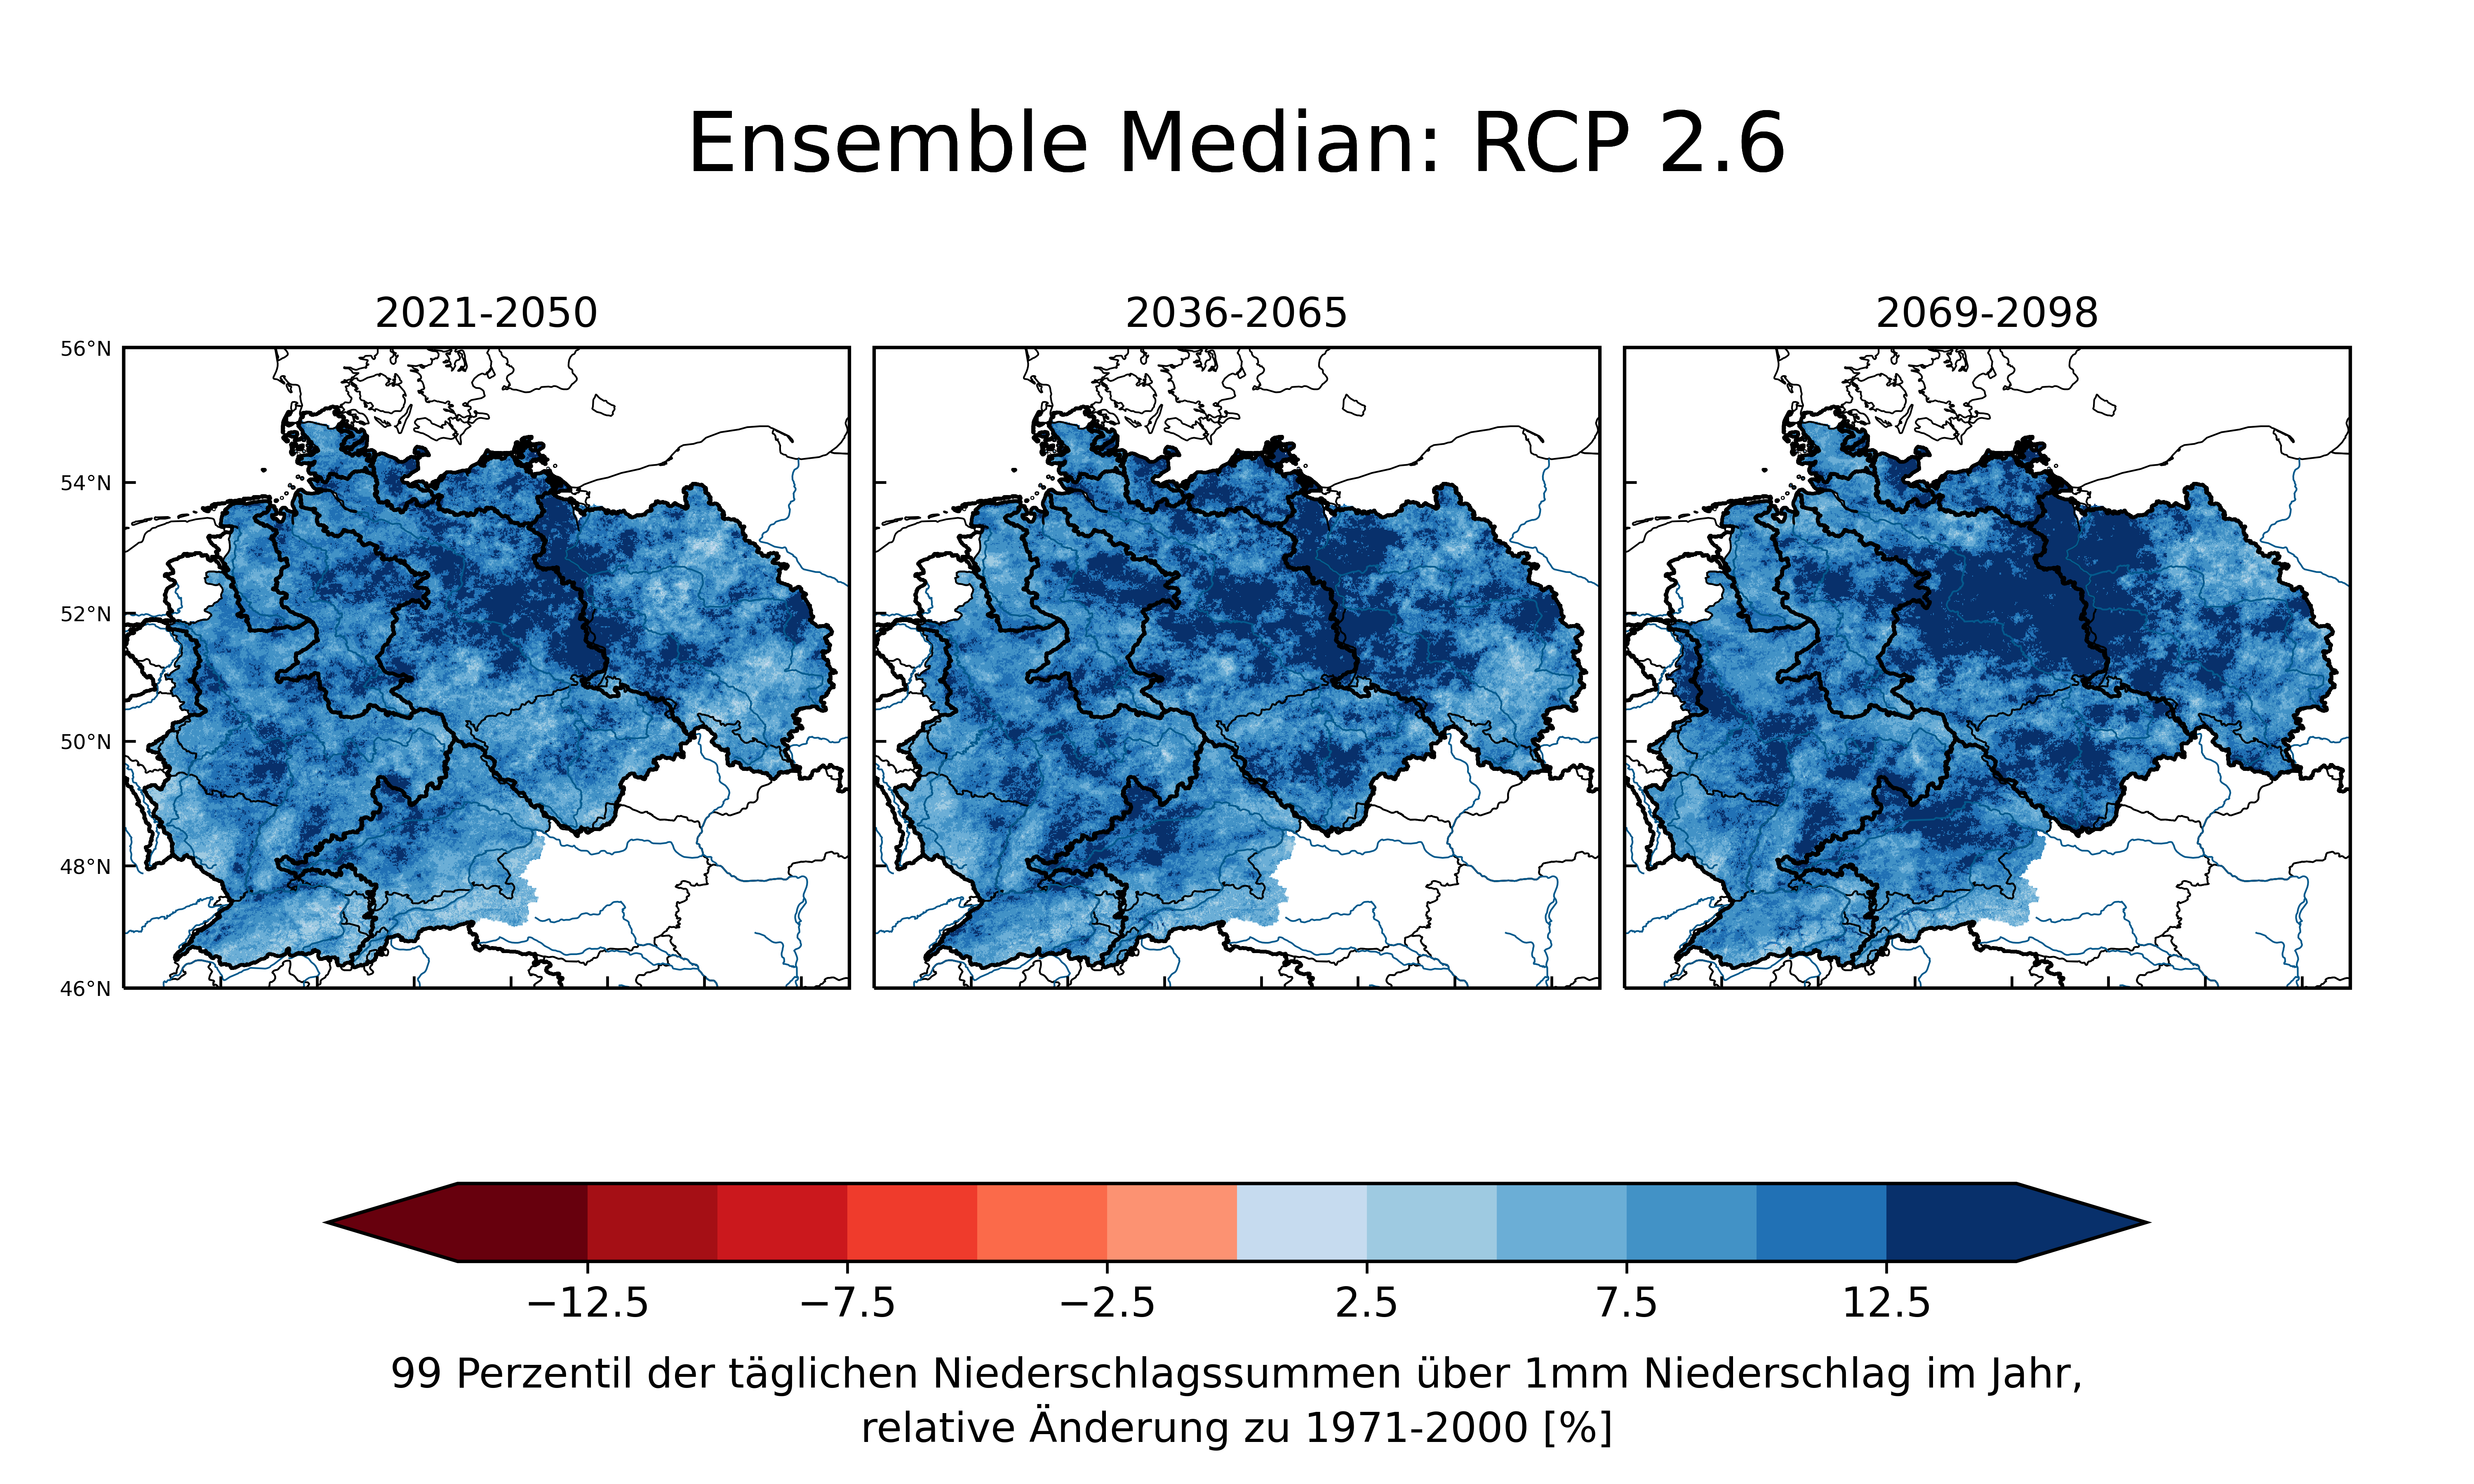 Ensemble Median: RCP 2.6
2021-2050
2036-2065
2069-2098
56°N
54°N
52°N
50°N
48°N
46°N
−12.5
−7.5
−2.5
2.5
7.5
12.5
99 Perzentil der täglichen Niederschlagssummen über 1mm Niederschlag im Jahr,
relative Änderung zu 1971-2000 [%]